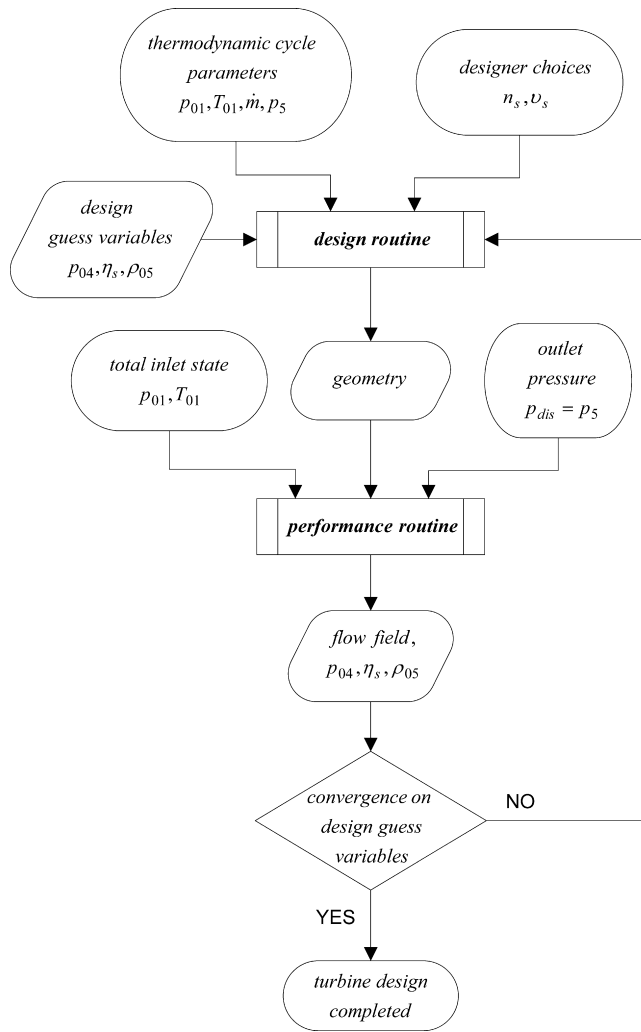 thermodynamic cycle
parameters
p₀₁, T₀₁, ṁ, p₅
designer choices
nₛ, υₛ
design
guess variables
p₀₄, ηₛ, ρ₀₅
design routine
total inlet state
p₀₁, T₀₁
geometry
outlet
pressure
p_dis = p₅
performance routine
flow field,
p₀₄, ηₛ, ρ₀₅
convergence on
design guess
variables
NO
YES
turbine design
completed